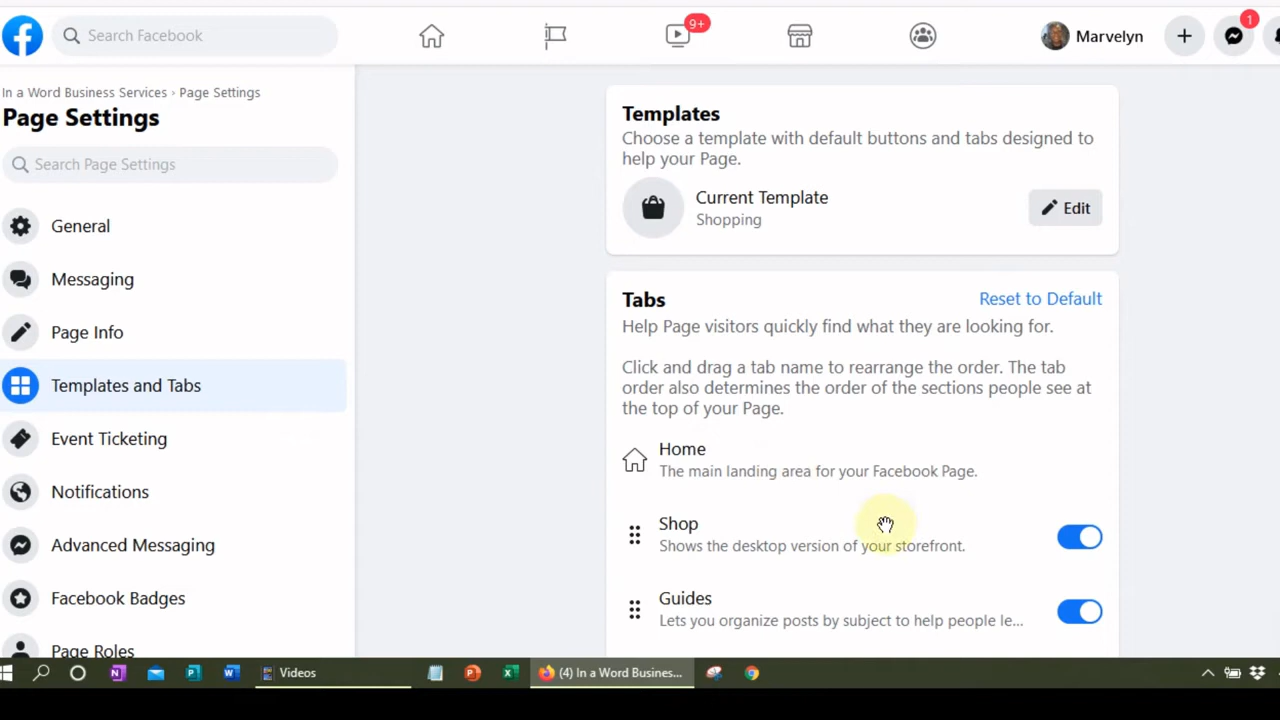 Search Facebook
9+
Marvelyn
1
In a Word Business Services › Page Settings
Page Settings
Search Page Settings
General
Messaging
Page Info
Templates and Tabs
Event Ticketing
Notifications
Advanced Messaging
Facebook Badges
Page Roles
Templates
Choose a template with default buttons and tabs designed to
help your Page.
Current Template
Shopping
Edit
Tabs
Reset to Default
Help Page visitors quickly find what they are looking for.
Click and drag a tab name to rearrange the order. The tab
order also determines the order of the sections people see at
the top of your Page.
Home
The main landing area for your Facebook Page.
Shop
Shows the desktop version of your storefront.
Guides
Lets you organize posts by subject to help people le...
Videos
(4) In a Word Busines...